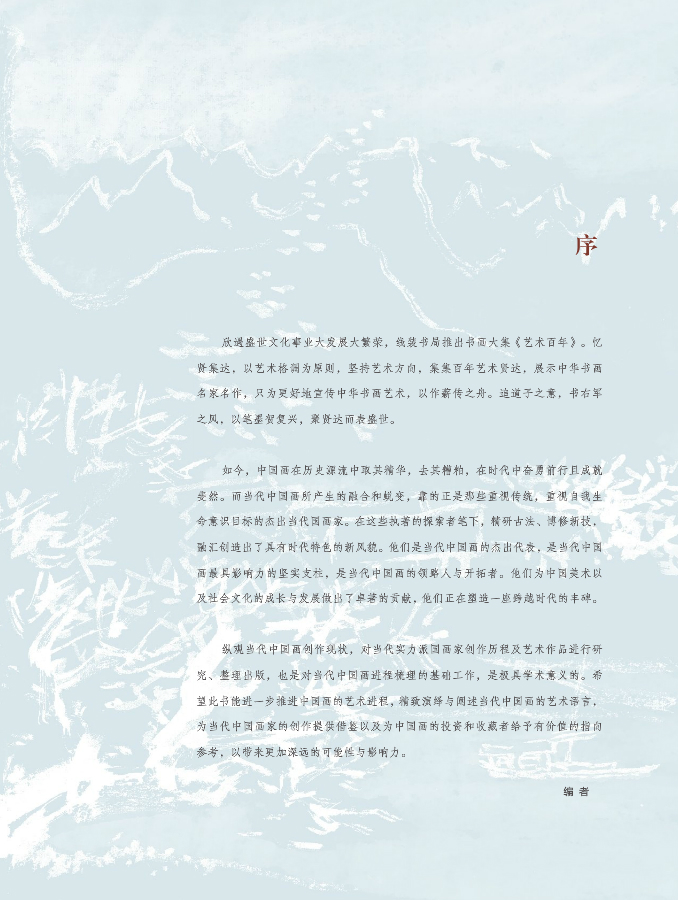 序
欣遇盛世文化事业大发展大繁荣，线装书局推出书画大集《艺术百年》。忆
贤集达，以艺术格调为原则，坚持艺术方向，集集百年艺术贤达，展示中华书画
名家名作，只为更好地宣传中华书画艺术，以作薪传之舟。追道子之意，书右军
之风，以笔墨贺复兴，聚贤达而表盛世。
如今，中国画在历史源流中取其精华，去其糟粕，在时代中奋勇前行且成就
斐然。而当代中国画所产生的融合和蜕变，靠的正是那些重视传统，重视自我生
命意识目标的杰出当代国画家。在这些执著的探索者笔下，精研古法、博修新技，
融汇创造出了具有时代特色的新风貌。他们是当代中国画的杰出代表，是当代中国
画最具影响力的坚实支柱，是当代中国画的领路人与开拓者。他们为中国美术以
及社会文化的成长与发展做出了卓著的贡献，他们正在塑造一座跨越时代的丰碑。
纵观当代中国画创作现状，对当代实力派国画家创作历程及艺术作品进行研
究、整理出版，也是对当代中国画进程梳理的基础工作，是极具学术意义的。希
望此书能进一步推进中国画的艺术进程，精致演绎与阐述当代中国画的艺术语言，
为当代中国画家的创作提供借鉴以及为中国画的投资和收藏者给予有价值的指向
参考，以带来更加深远的可能性与影响力。
编 者